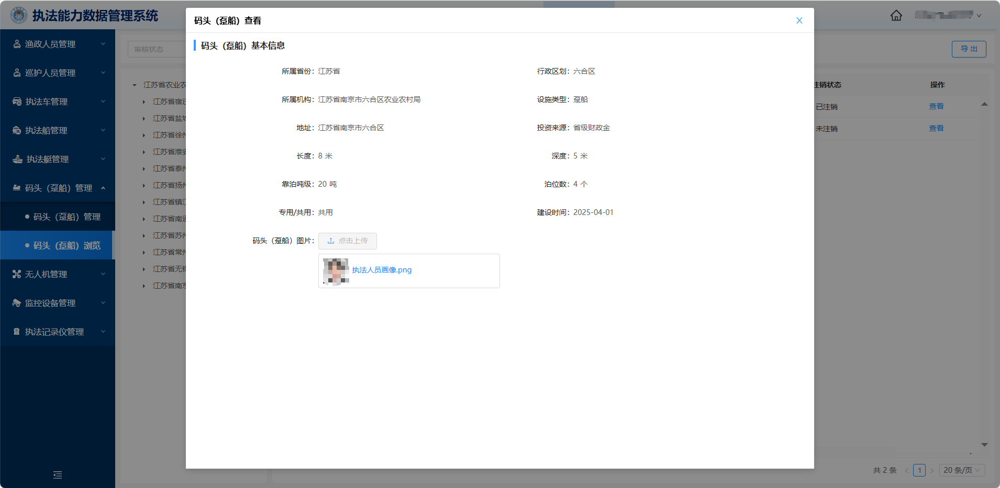 执法能力数据管理系统
渔政人员管理
巡护人员管理
执法车管理
执法船管理
执法艇管理
码头（趸船）管理
码头（趸船）管理
码头（趸船）浏览
无人机管理
监控设备管理
执法记录仪管理
审核状态
导 出
江苏省农业农
江苏省宿迁
江苏省盐城
江苏省徐州
江苏省淮安
江苏省泰州
江苏省扬州
江苏省镇江
江苏省南通
江苏省苏州
江苏省常州
江苏省无锡
江苏省南京
码头（趸船）查看
码头（趸船）基本信息
所属省份：江苏省
行政区划：六合区
所属机构：江苏省南京市六合区农业农村局
设施类型：趸船
地址：江苏省南京市六合区
投资来源：省级财政金
长度：8 米
深度：5 米
靠泊吨级：20 吨
泊位数：4 个
专用/共用：共用
建设时间：2025-04-01
码头（趸船）图片：
点击上传
执法人员画像.png
注销状态 操作
已注销 查看
未注销 查看
共 2 条 < 1 > 20 条/页